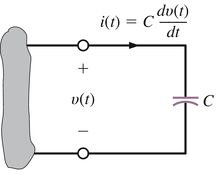 i(t) = C dv(t)/dt
+
v(t)
−
C